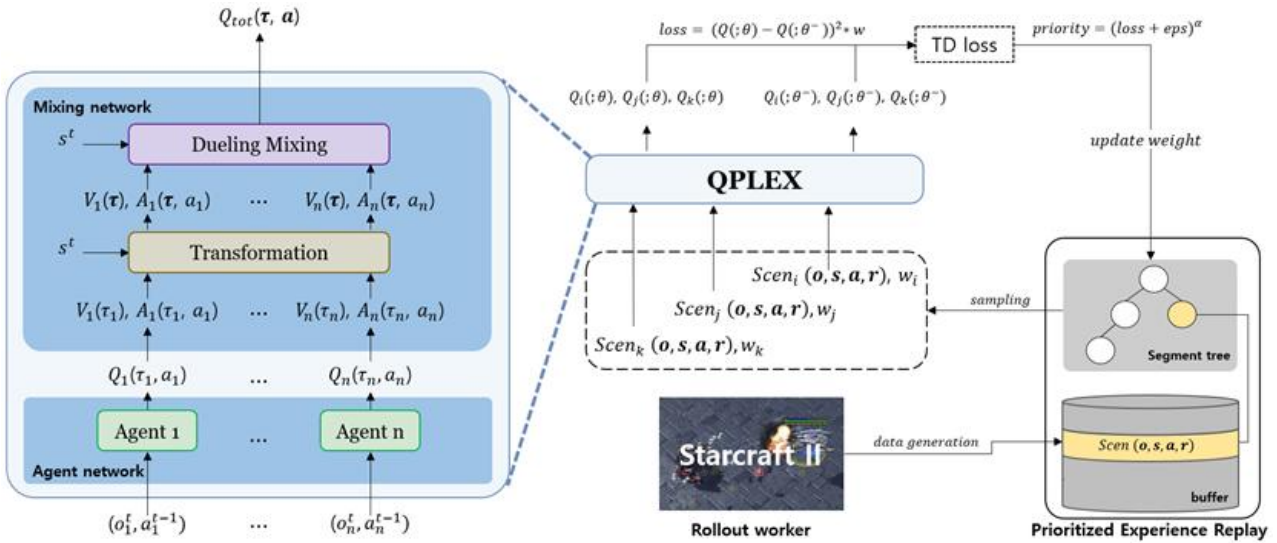 Q_tot(τ, a)
Mixing network
s^t
Dueling Mixing
V_1(τ), A_1(τ, a_1) ... V_n(τ), A_n(τ, a_n)
s^t
Transformation
V_1(τ_1), A_1(τ_1, a_1) ... V_n(τ_n), A_n(τ_n, a_n)
Q_1(τ_1, a_1) ... Q_n(τ_n, a_n)
Agent 1 ... Agent n
Agent network
(o_1^t, a_1^{t−1}) ... (o_n^t, a_n^{t−1})
loss = (Q(;θ) − Q(;θ^−))^2 * w
TD loss
priority = (loss + eps)^α
Q_i(;θ), Q_j(;θ), Q_k(;θ)
Q_i(;θ^−), Q_j(;θ^−), Q_k(;θ^−)
update weight
QPLEX
Scen_i (o, s, a, r), w_i
Scen_j (o, s, a, r), w_j
Scen_k (o, s, a, r), w_k
sampling
Segment tree
Starcraft II
Rollout worker
data generation
Scen (o, s, a, r)
buffer
Prioritized Experience Replay